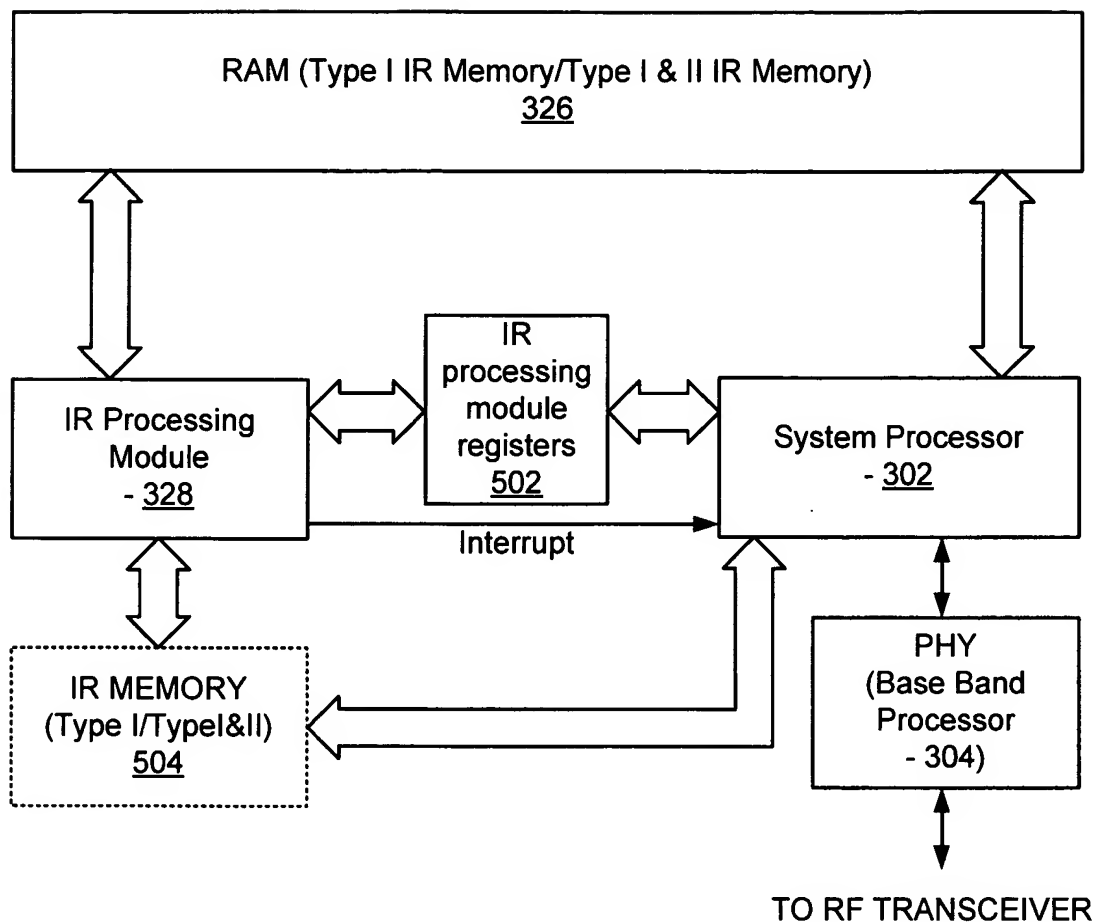 RAM (Type I IR Memory/Type I & II IR Memory)
326
IR
processing
module
registers
502
IR Processing
Module
- 328
System Processor
- 302
Interrupt
IR MEMORY
(Type I/TypeI&II)
504
PHY
(Base Band
Processor
- 304)
TO RF TRANSCEIVER